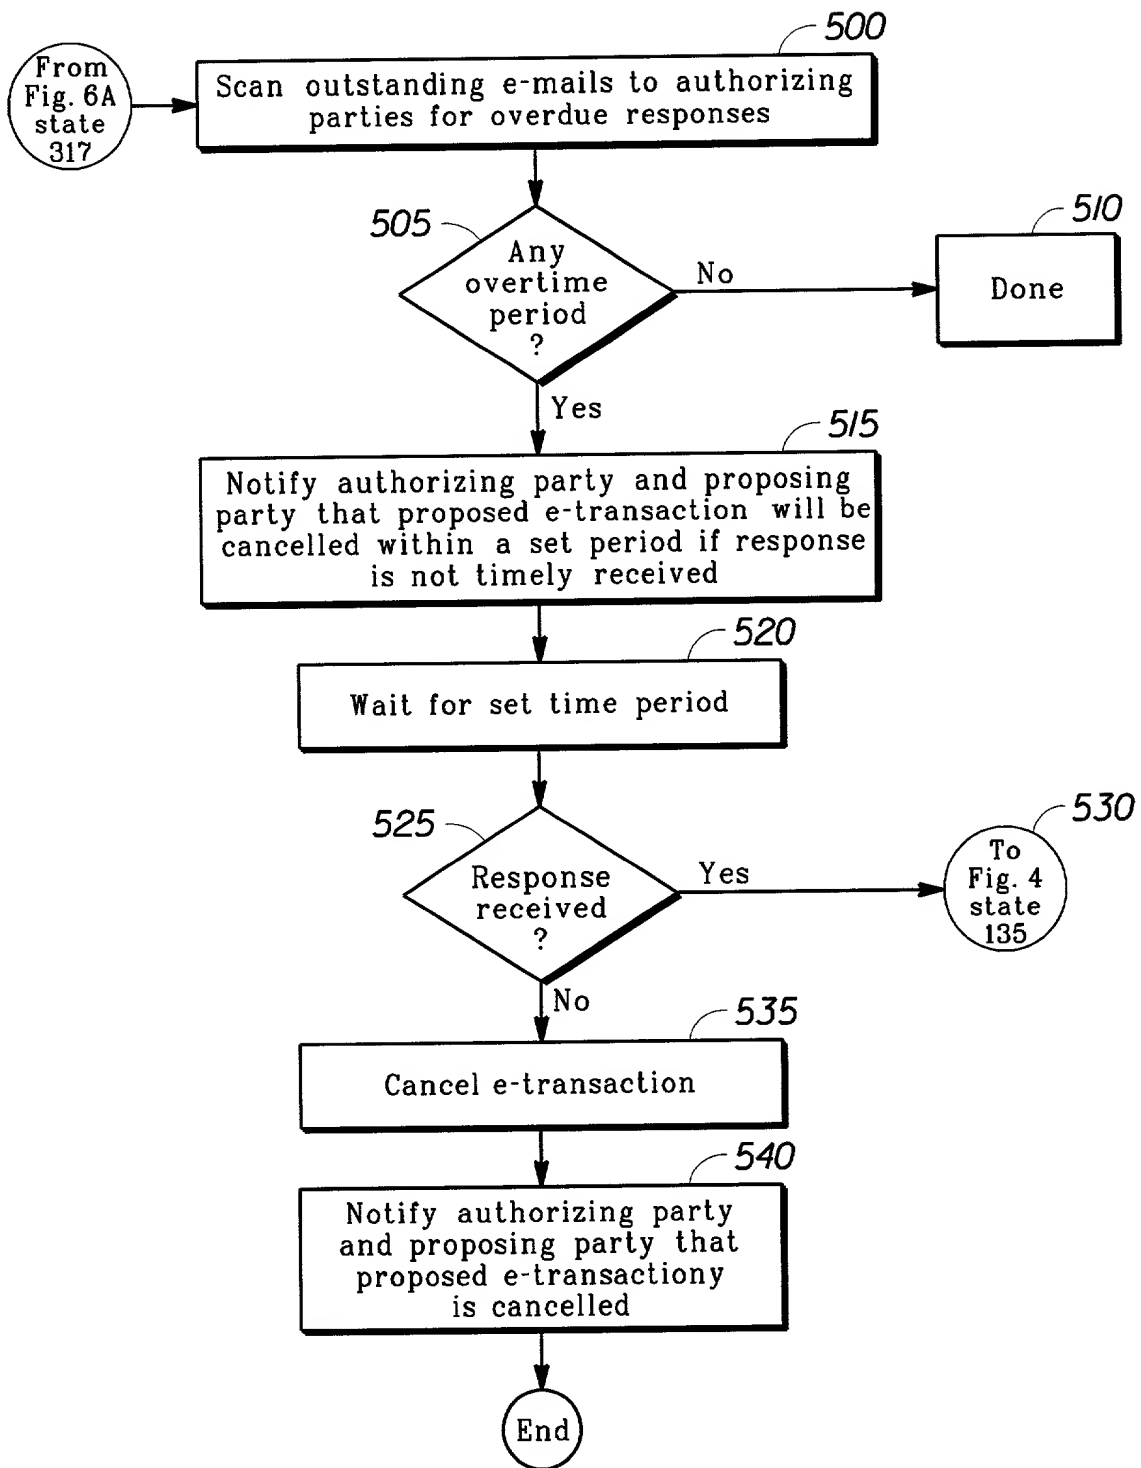 500
From
Fig. 6A
state
317
Scan outstanding e-mails to authorizing
parties for overdue responses
505
Any
overtime
period
?
No
510
Done
Yes
515
Notify authorizing party and proposing
party that proposed e-transaction will be
cancelled within a set period if response
is not timely received
520
Wait for set time period
525
Response
received
?
Yes
530
To
Fig. 4
state
135
No
535
Cancel e-transaction
540
Notify authorizing party
and proposing party that
proposed e-transactiony
is cancelled
End